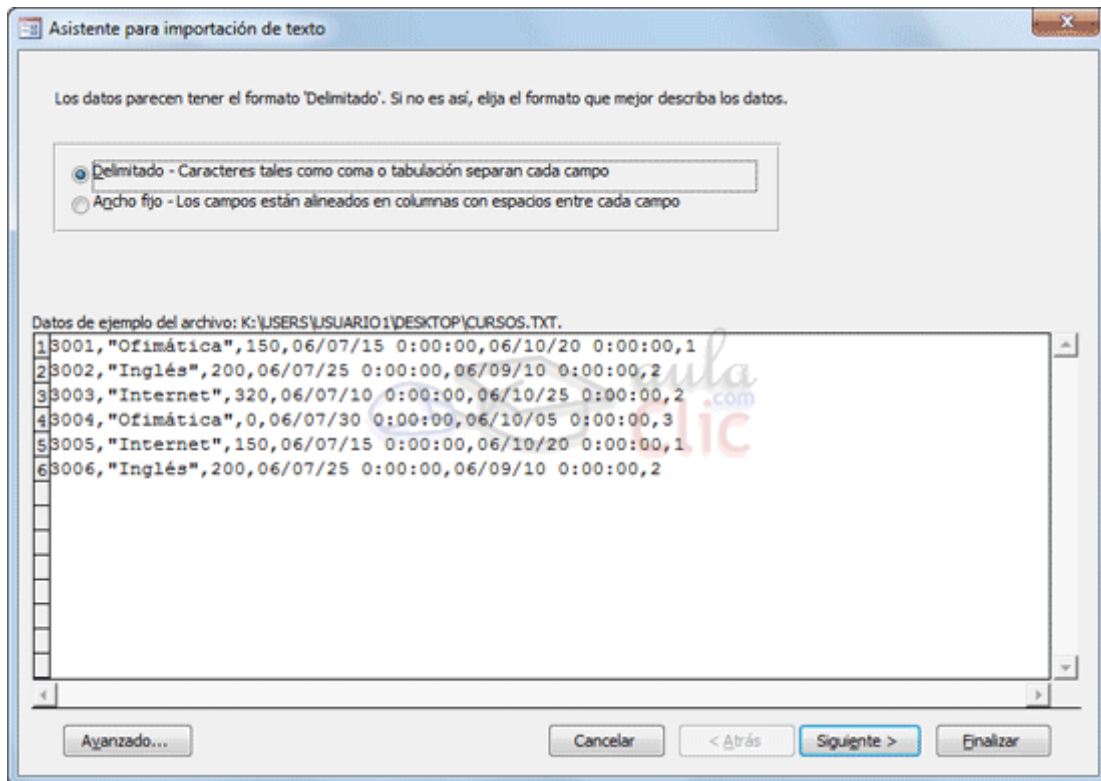 Asistente para importación de texto
Los datos parecen tener el formato 'Delimitado'. Si no es así, elija el formato que mejor describa los datos.
Delimitado - Caracteres tales como coma o tabulación separan cada campo
Ancho fijo - Los campos están alineados en columnas con espacios entre cada campo
Datos de ejemplo del archivo: K:\USERS\USUARIO1\DESKTOP\CURSOS.TXT.
1 3001,"Ofimática",150,06/07/15 0:00:00,06/10/20 0:00:00,1
2 3002,"Inglés",200,06/07/25 0:00:00,06/09/10 0:00:00,2
3 3003,"Internet",320,06/07/10 0:00:00,06/10/25 0:00:00,2
4 3004,"Ofimática",0,06/07/30 0:00:00,06/10/05 0:00:00,3
5 3005,"Internet",150,06/07/15 0:00:00,06/10/20 0:00:00,1
6 3006,"Inglés",200,06/07/25 0:00:00,06/09/10 0:00:00,2
aula
.com
Clic
Avanzado... Cancelar < Atrás Siguiente > Finalizar